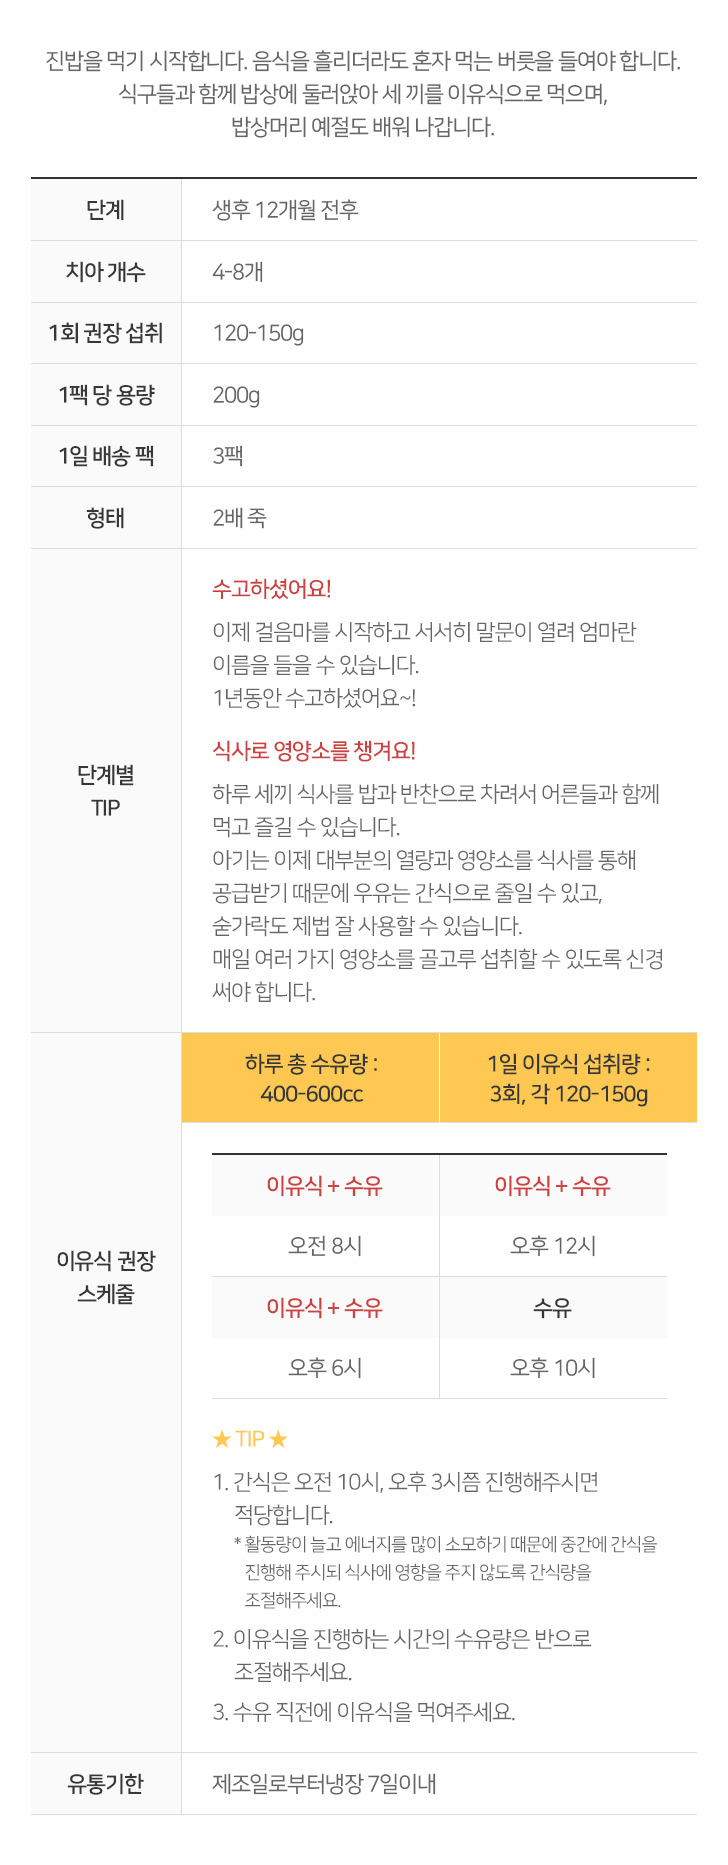 진밥을 먹기 시작합니다. 음식을 흘리더라도 혼자 먹는 버릇을 들여야 합니다.
식구들과 함께 밥상에 둘러앉아 세 끼를 이유식으로 먹으며,
밥상머리 예절도 배워 나갑니다.
단계
생후 12개월 전후
치아 개수
4-8개
1회 권장 섭취
120-150g
1팩 당 용량
200g
1일 배송 팩
3팩
형태
2배 죽
단계별
TIP
수고하셨어요!
이제 걸음마를 시작하고 서서히 말문이 열려 엄마란
이름을 들을 수 있습니다.
1년동안 수고하셨어요~!
식사로 영양소를 챙겨요!
하루 세끼 식사를 밥과 반찬으로 차려서 어른들과 함께
먹고 즐길 수 있습니다.
아기는 이제 대부분의 열량과 영양소를 식사를 통해
공급받기 때문에 우유는 간식으로 줄일 수 있고,
숟가락도 제법 잘 사용할 수 있습니다.
매일 여러 가지 영양소를 골고루 섭취할 수 있도록 신경
써야 합니다.
이유식 권장
스케줄
하루 총 수유량 :
400-600cc
1일 이유식 섭취량 :
3회, 각 120-150g
이유식 + 수유
이유식 + 수유
오전 8시
오후 12시
이유식 + 수유
수유
오후 6시
오후 10시
★ TIP ★
1. 간식은 오전 10시, 오후 3시쯤 진행해주시면
적당합니다.
* 활동량이 늘고 에너지를 많이 소모하기 때문에 중간에 간식을
진행해 주시되 식사에 영향을 주지 않도록 간식량을
조절해주세요.
2. 이유식을 진행하는 시간의 수유량은 반으로
조절해주세요.
3. 수유 직전에 이유식을 먹여주세요.
유통기한
제조일로부터냉장 7일이내